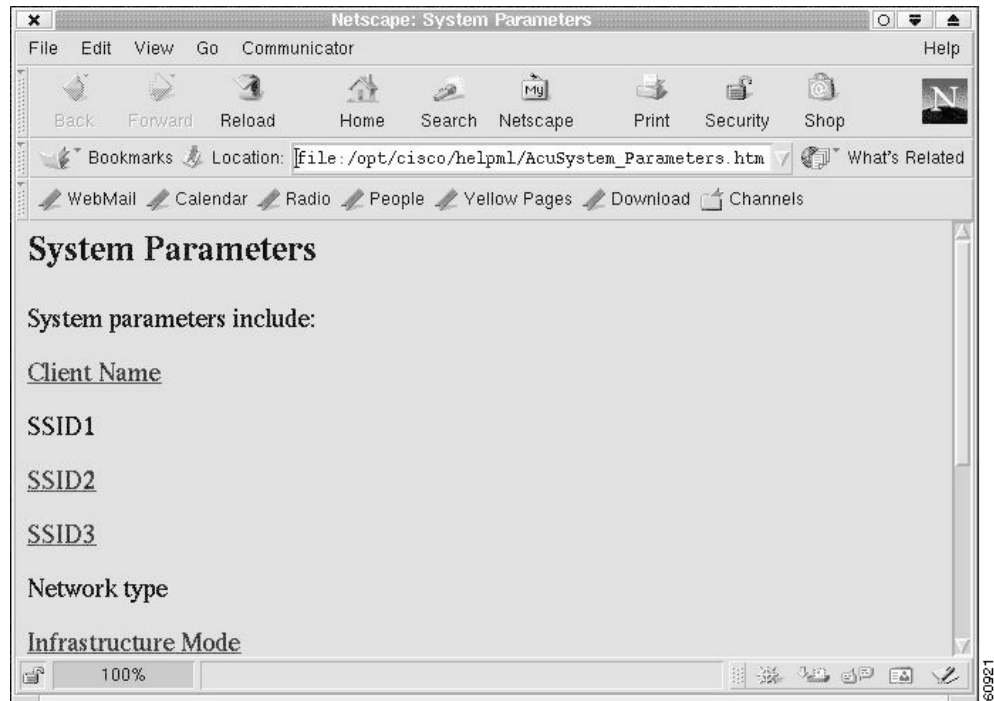 Netscape: System Parameters
File Edit View Go Communicator Help
Back Forward Reload Home Search Netscape Print Security Shop
My
N
Bookmarks Location: file:/opt/cisco/helpml/AcuSystem_Parameters.htm What's Related
WebMail Calendar Radio People Yellow Pages Download Channels
System Parameters
System parameters include:
Client Name
SSID1
SSID2
SSID3
Network type
Infrastructure Mode
100%
60921